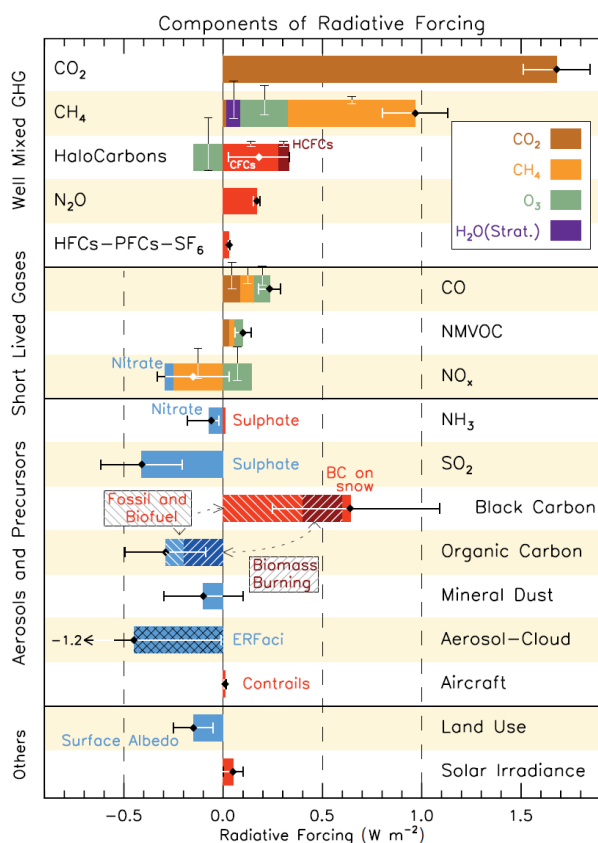 Components of Radiative Forcing
Well Mixed GHG
CO₂
CH₄
HaloCarbons
HCFCs
CFCs
N₂O
HFCs–PFCs–SF₆
CO₂
CH₄
O₃
H₂O(Strat.)
Short Lived Gases
CO
NMVOC
Nitrate
NOₓ
Aerosols and Precursors
Nitrate
Sulphate
NH₃
Sulphate
SO₂
BC on
snow
Fossil and
Biofuel
Black Carbon
Organic Carbon
Biomass
Burning
Mineral Dust
-1.2
ERFaci
Aerosol–Cloud
Contrails
Aircraft
Others
Land Use
Surface Albedo
Solar Irradiance
−0.5 0.0 0.5 1.0 1.5
Radiative Forcing (W m⁻²)